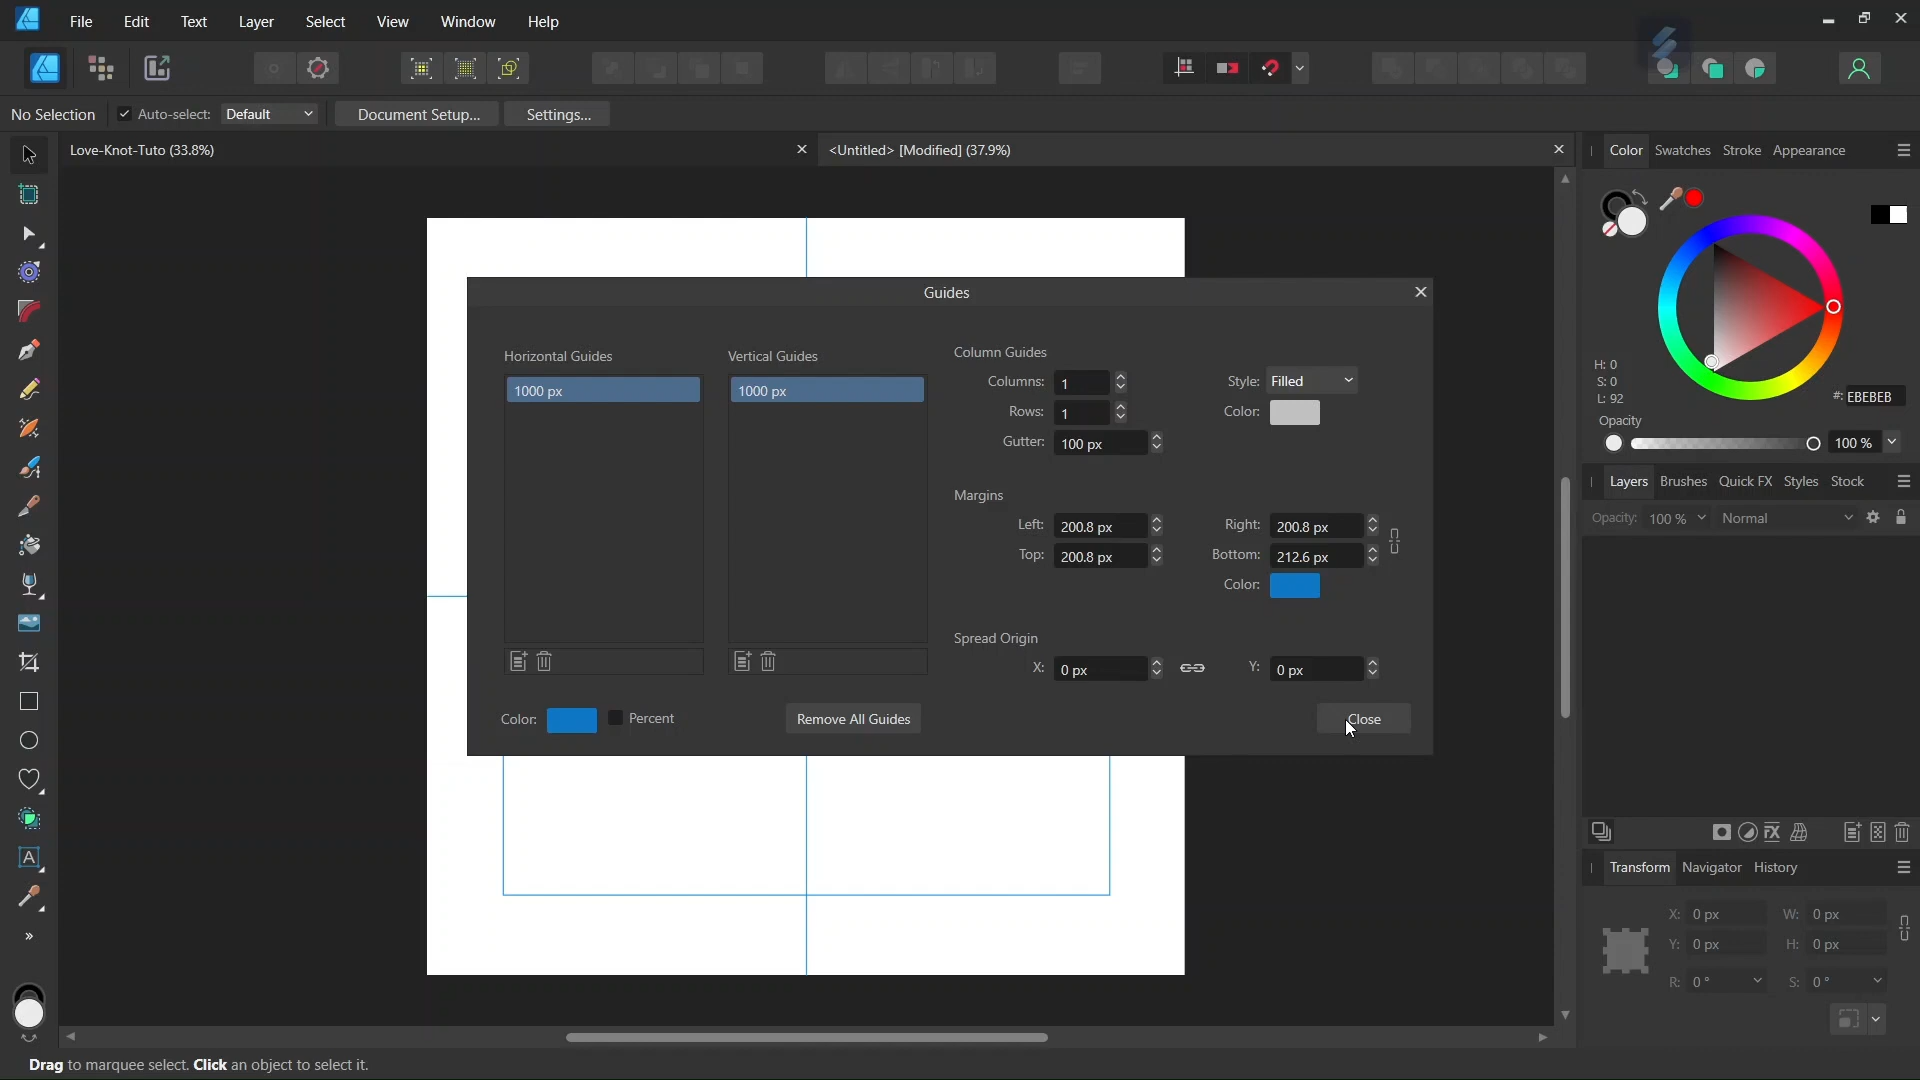 File Edit Text Layer Select View Window Help
No Selection Auto-select: Default Document Setup... Settings...
Love-Knot-Tuto (33.8%)
<Untitled> [Modified] (37.9%)
Color Swatches Stroke Appearance
H: 0
S: 0
L: 92
#: EBEBEB
Opacity
100 %
Layers Brushes Quick FX Styles Stock
Opacity: 100 % Normal
Guides
Horizontal Guides
1000 px
Vertical Guides
1000 px
Column Guides
Columns: 1 Style: Filled
Rows: 1 Color:
Gutter: 100 px
Margins
Left: 200.8 px Right: 200.8 px
Top: 200.8 px Bottom: 212.6 px
Color:
Spread Origin
X: 0 px Y: 0 px
Color: Percent Remove All Guides Close
Transform Navigator History
X: 0 px W: 0 px
Y: 0 px H: 0 px
R: 0 ° S: 0 °
Drag to marquee select. Click an object to select it.